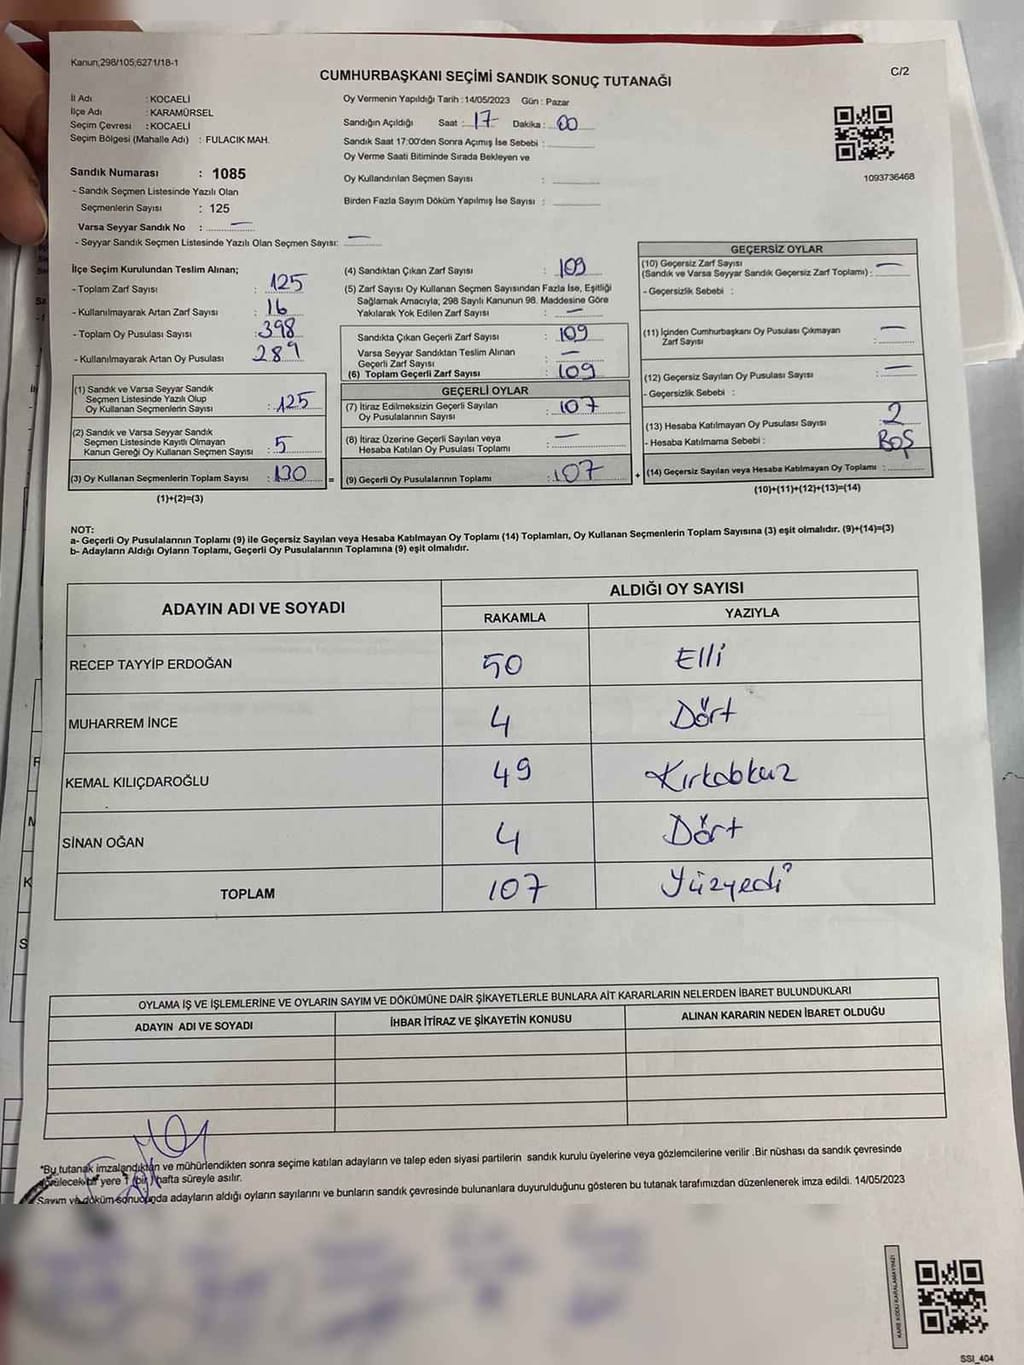 Kanun;298/105;6271/18-1
C/2
CUMHURBAŞKANI SEÇİMİ SANDIK SONUÇ TUTANAĞI
İl Adı : KOCAELİ
İlçe Adı : KARAMÜRSEL
Seçim Çevresi : KOCAELİ
Seçim Bölgesi (Mahalle Adı) : FULACIK MAH.
Sandık Numarası : 1085
- Sandık Seçmen Listesinde Yazılı Olan
Seçmenlerin Sayısı : 125
Varsa Seyyar Sandık No : —
- Seyyar Sandık Seçmen Listesinde Yazılı Olan Seçmen Sayısı: —
Oy Vermenin Yapıldığı Tarih : 14/05/2023 Gün : Pazar
Sandığın Açıldığı Saat : 17 Dakika : 00
Sandık Saat 17:00'den Sonra Açımış İse Sebebi :
Oy Verme Saati Bitiminde Sırada Bekleyen ve
Oy Kullandırılan Seçmen Sayısı :
Birden Fazla Sayım Döküm Yapılmış İse Sayısı :
1093736468
İlçe Seçim Kurulundan Teslim Alınan;
- Toplam Zarf Sayısı : 125
- Kullanılmayarak Artan Zarf Sayısı : 16
- Toplam Oy Pusulası Sayısı : 398
- Kullanılmayarak Artan Oy Pusulası 289
(1) Sandık ve Varsa Seyyar Sandık
Seçmen Listesinde Yazılı Olup
Oy Kullanan Seçmenlerin Sayısı : 125
(2) Sandık ve Varsa Seyyar Sandık
Seçmen Listesinde Kayıtlı Olmayan
Kanun Gereği Oy Kullanan Seçmen Sayısı : 5
(3) Oy Kullanan Seçmenlerin Toplam Sayısı : 130
(1)+(2)=(3)
(4) Sandıktan Çıkan Zarf Sayısı : 109
(5) Zarf Sayısı Oy Kullanan Seçmen Sayısından Fazla İse, Eşitliği
Sağlamak Amacıyla; 298 Sayılı Kanunun 98. Maddesine Göre
Yakılarak Yok Edilen Zarf Sayısı : —
Sandıkta Çıkan Geçerli Zarf Sayısı : 109
Varsa Seyyar Sandıktan Teslim Alınan
Geçerli Zarf Sayısı : —
(6) Toplam Geçerli Zarf Sayısı : 109
GEÇERLİ OYLAR
(7) İtiraz Edilmeksizin Geçerli Sayılan
Oy Pusulalarının Sayısı : 107
(8) İtiraz Üzerine Geçerli Sayılan veya
Hesaba Katılan Oy Pusulası Toplamı : —
= (9) Geçerli Oy Pusulalarının Toplamı : 107
GEÇERSİZ OYLAR
(10) Geçersiz Zarf Sayısı
(Sandık ve Varsa Seyyar Sandık Geçersiz Zarf Toplamı) : —
- Geçersizlik Sebebi :
(11) İçinden Cumhurbaşkanı Oy Pusulası Çıkmayan
Zarf Sayısı : —
(12) Geçersiz Sayılan Oy Pusulası Sayısı : —
- Geçersizlik Sebebi :
(13) Hesaba Katılmayan Oy Pusulası Sayısı : 2
- Hesaba Katılmama Sebebi : BOŞ
+ (14) Geçersiz Sayılan veya Hesaba Katılmayan Oy Toplamı :
(10)+(11)+(12)+(13)=(14)
NOT:
a- Geçerli Oy Pusulalarının Toplamı (9) ile Geçersiz Sayılan veya Hesaba Katılmayan Oy Toplamı (14) Toplamları, Oy Kullanan Seçmenlerin Toplam Sayısına (3) eşit olmalıdır. (9)+(14)=(3)
b- Adayların Aldığı Oyların Toplamı, Geçerli Oy Pusulalarının Toplamına (9) eşit olmalıdır.
ADAYIN ADI VE SOYADI
ALDIĞI OY SAYISI
RAKAMLA YAZIYLA
RECEP TAYYİP ERDOĞAN 50 Elli
MUHARREM İNCE 4 Dört
KEMAL KILIÇDAROĞLU 49 Kırkdokuz
SİNAN OĞAN 4 Dört
TOPLAM 107 Yüzyedi
OYLAMA İŞ VE İŞLEMLERİNE VE OYLARIN SAYIM VE DÖKÜMÜNE DAİR ŞİKAYETLERLE BUNLARA AİT KARARLARIN NELERDEN İBARET BULUNDUKLARI
ADAYIN ADI VE SOYADI İHBAR İTİRAZ VE ŞİKAYETİN KONUSU ALINAN KARARIN NEDEN İBARET OLDUĞU
*Bu tutanak imzalandıktan ve mühürlendikten sonra seçime katılan adayların ve talep eden siyasi partilerin sandık kurulu üyelerine veya gözlemcilerine verilir .Bir nüshası da sandık çevresinde
görülecek bir yere 1 (bir) hafta süreyle asılır.
Sayım ve döküm sonucunda adayların aldığı oyların sayılarını ve bunların sandık çevresinde bulunanlara duyurulduğunu gösteren bu tutanak tarafımızdan düzenlenerek imza edildi. 14/05/2023
KARE KODU KARALAMAYINIZ!
SSI_404